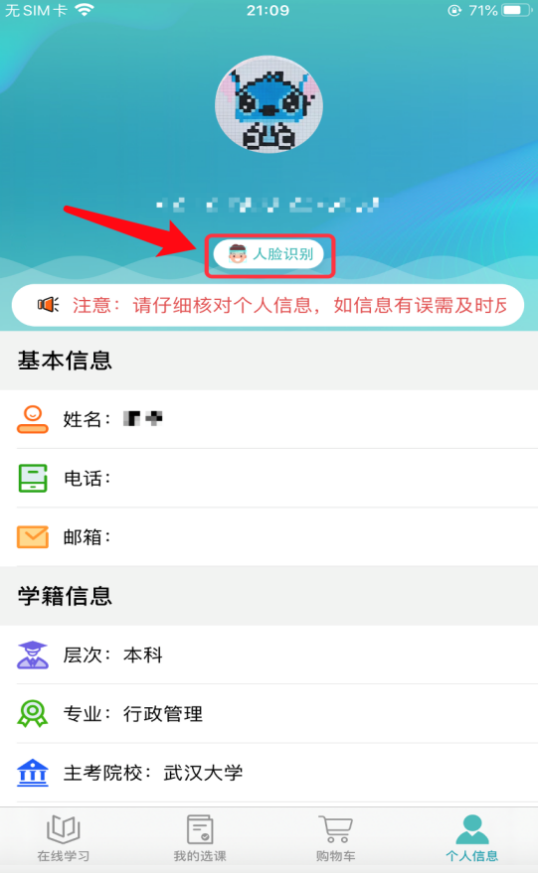 无SIM卡 21:09 71%
人脸识别
注意：请仔细核对个人信息，如信息有误需及时反
基本信息
姓名：
电话：
邮箱：
学籍信息
层次：本科
专业：行政管理
主考院校：武汉大学
在线学习 我的选课 购物车 个人信息